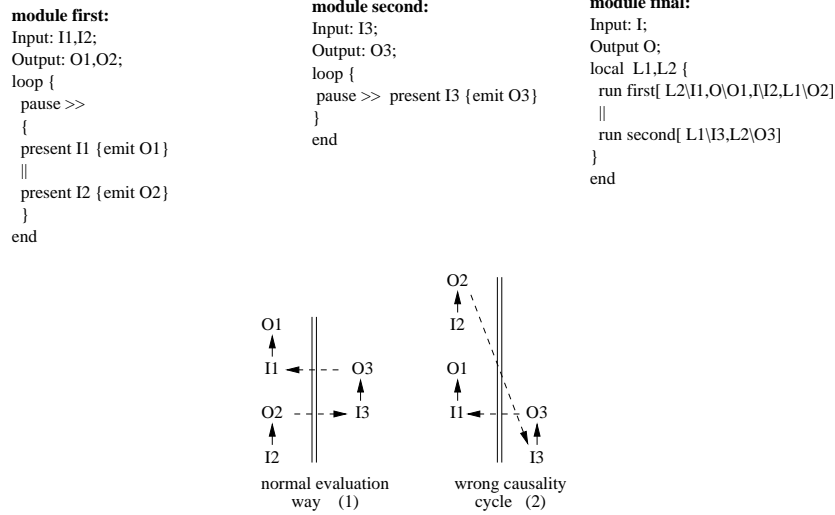 module first:
Input: I1,I2;
Output: O1,O2;
loop {
pause >>
{
present I1 {emit O1}
||
present I2 {emit O2}
}
end
module second:
Input: I3;
Output: O3;
loop {
pause >> present I3 {emit O3}
}
end
module final:
Input: I;
Output O;
local L1,L2 {
run first[ L2\I1,O\O1,I\I2,L1\O2]
||
run second[ L1\I3,L2\O3]
}
end
O1
I1
O3
O2
I3
I2
normal evaluation
way (1)
O2
I2
O1
I1
O3
I3
wrong causality
cycle (2)